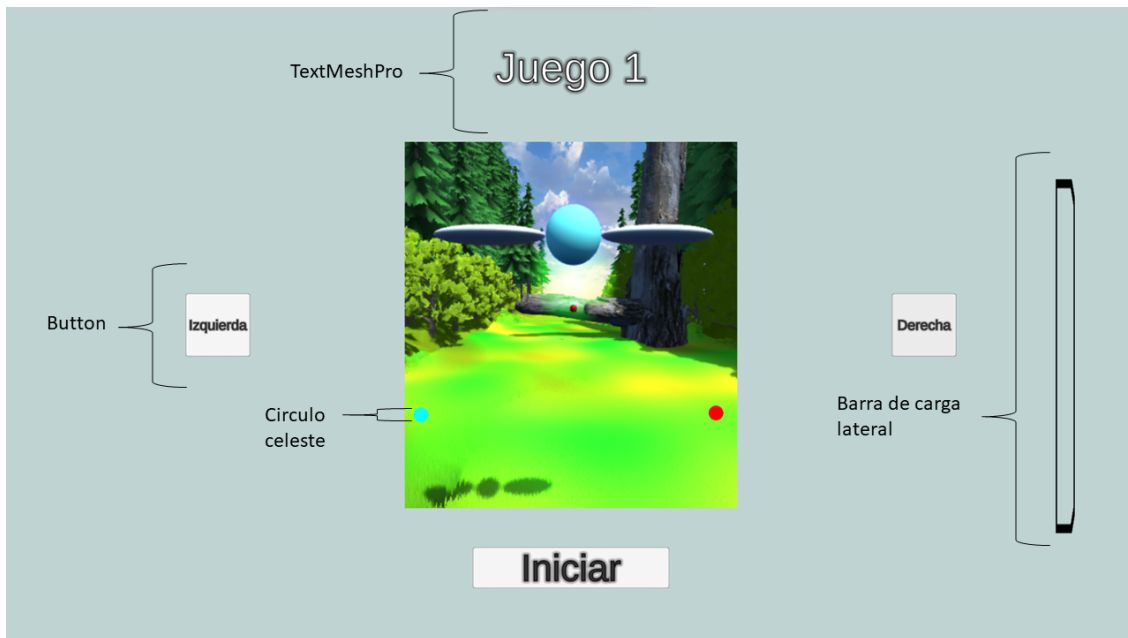 TextMeshPro
Juego 1
Button
Izquierda
Derecha
Circulo
celeste
Barra de carga
lateral
Iniciar